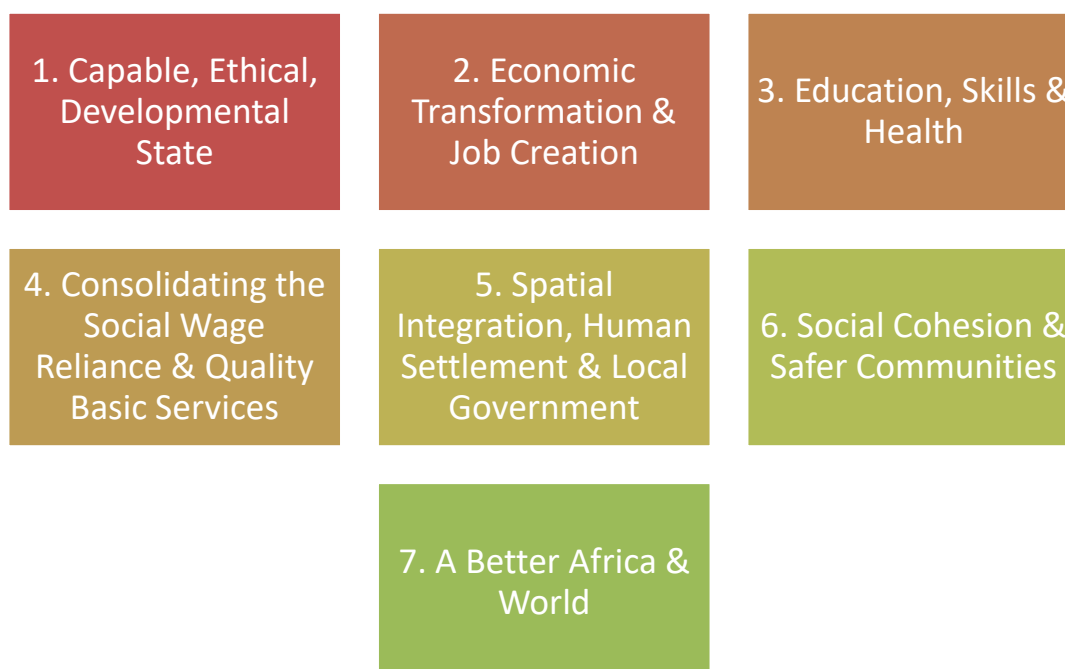 1. Capable, Ethical,
Developmental
State
2. Economic
Transformation &
Job Creation
3. Education, Skills &
Health
4. Consolidating the
Social Wage
Reliance & Quality
Basic Services
5. Spatial
Integration, Human
Settlement & Local
Government
6. Social Cohesion &
Safer Communities
7. A Better Africa &
World